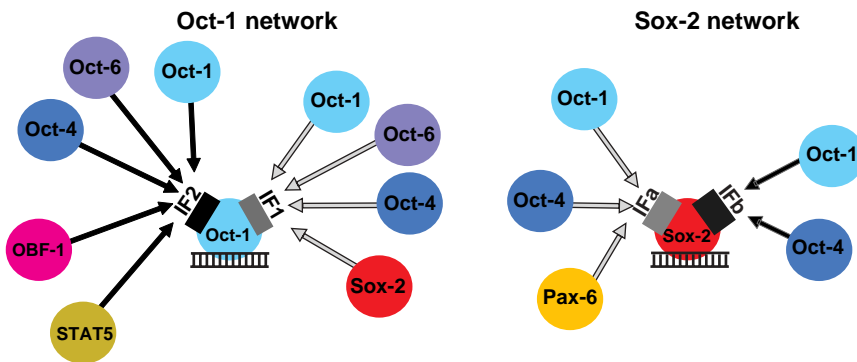 Oct-1 network
Sox-2 network
Oct-6
Oct-1
Oct-4
OBF-1
STAT5
IF2
Oct-1
IF1
Oct-1
Oct-6
Oct-4
Sox-2
Oct-1
Oct-4
Pax-6
IFa
Sox-2
IFb
Oct-1
Oct-4